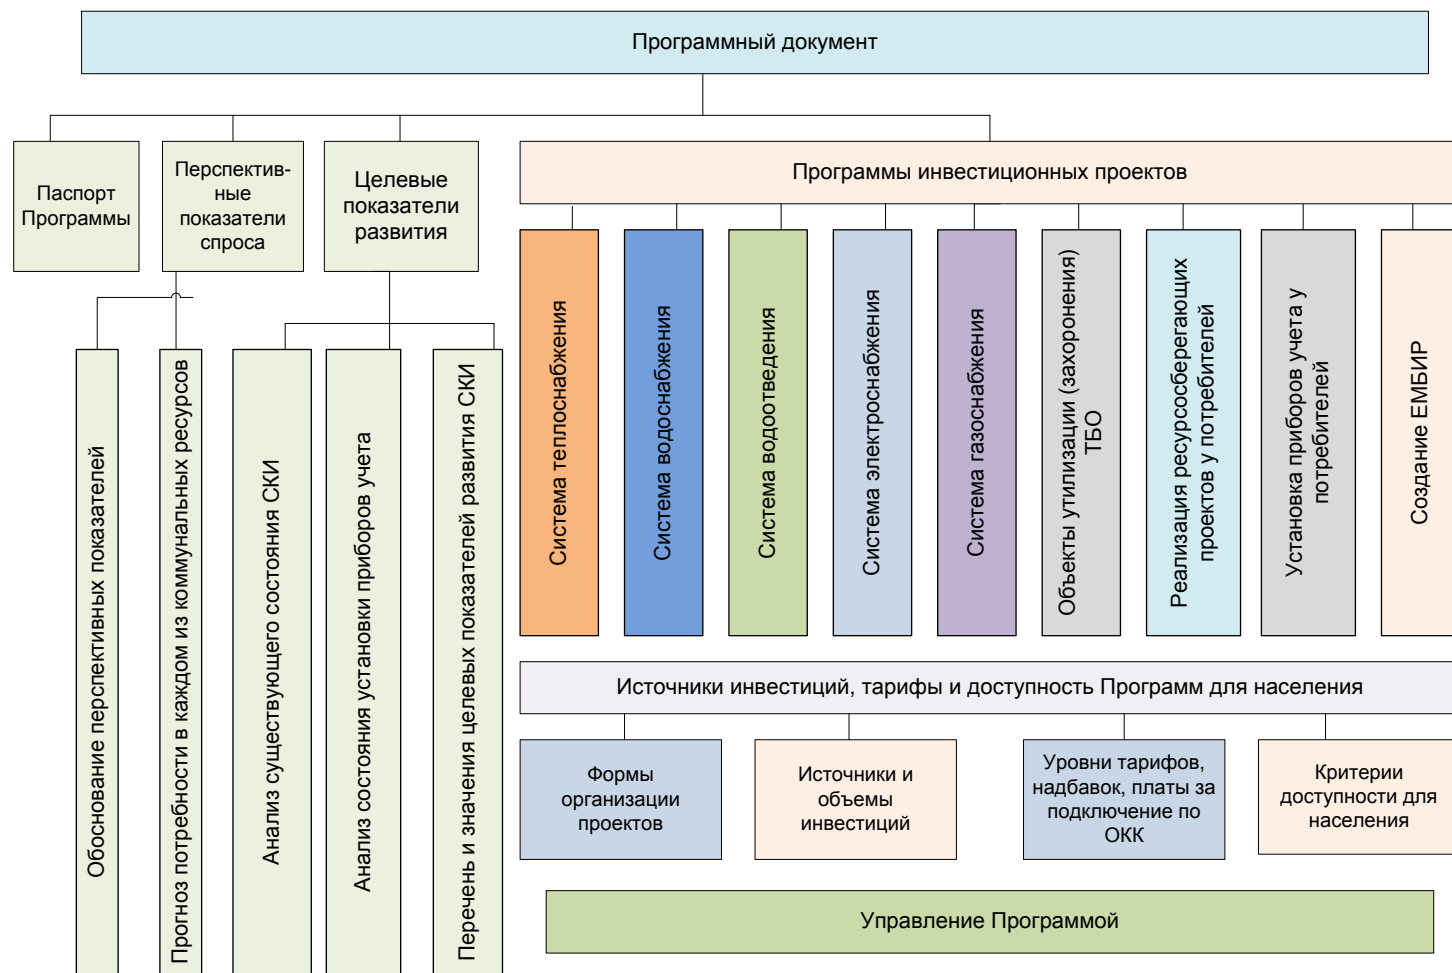 Программный документ
Паспорт
Программы
Перспектив-
ные
показатели
спроса
Целевые
показатели
развития
Программы инвестиционных проектов
Обоснование перспективных показателей
Прогноз потребности в каждом из коммунальных ресурсов
Анализ существующего состояния СКИ
Анализ состояния установки приборов учета
Перечень и значения целевых показателей развития СКИ
Система теплоснабжения
Система водоснабжения
Система водоотведения
Система электроснабжения
Система газоснабжения
Объекты утилизации (захоронения)
ТБО
Реализация ресурсосберегающих
проектов у потребителей
Установка приборов учета у
потребителей
Создание ЕМБИР
Источники инвестиций, тарифы и доступность Программ для населения
Формы
организации
проектов
Источники и
объемы
инвестиций
Уровни тарифов,
надбавок, платы за
подключение по
ОКК
Критерии
доступности для
населения
Управление Программой